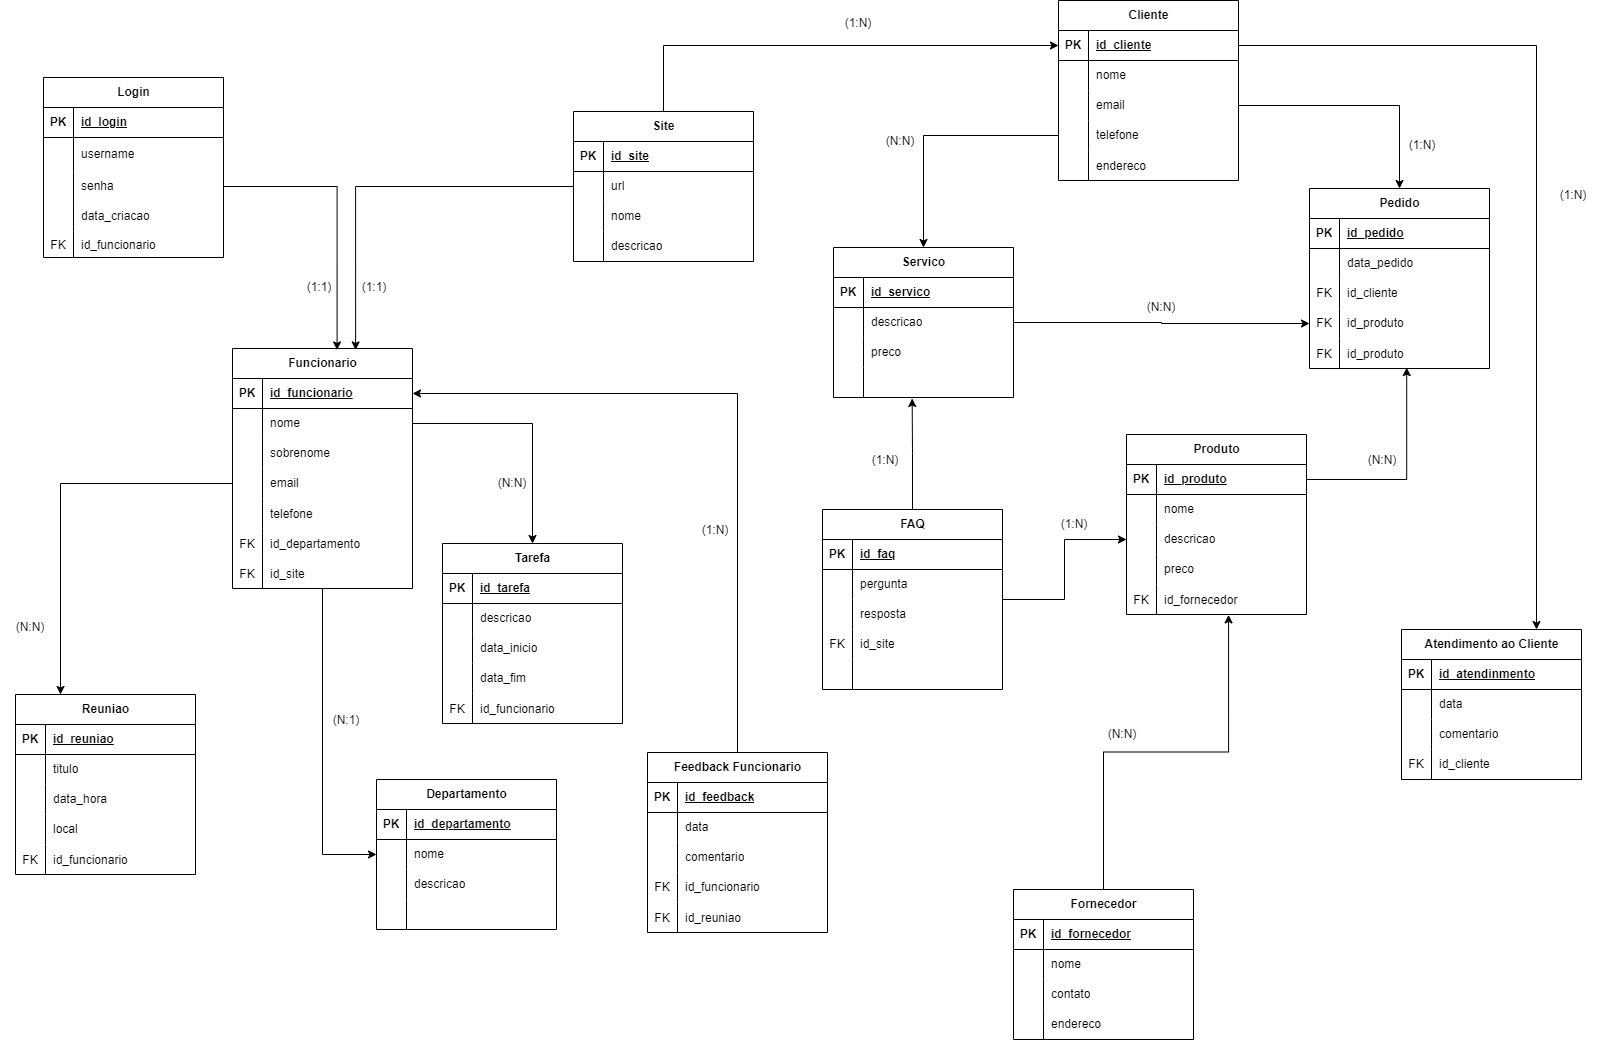 (1:N)
Cliente
PK id_cliente
nome
email
telefone
endereco
Login
PK id_login
username
senha
data_criacao
FK id_funcionario
Site
PK id_site
url
nome
descricao
(N:N)
(1:N)
(1:N)
Pedido
PK id_pedido
data_pedido
FK id_cliente
FK id_produto
FK id_produto
Servico
PK id_servico
descricao
preco
(N:N)
(1:1)
(1:1)
Funcionario
PK id_funcionario
nome
sobrenome
email
telefone
FK id_departamento
FK id_site
(N:N)
(1:N)
(1:N)
(N:N)
Produto
PK id_produto
nome
descricao
preco
FK id_fornecedor
FAQ
PK id_faq
pergunta
resposta
FK id_site
(1:N)
Tarefa
PK id_tarefa
descricao
data_inicio
data_fim
FK id_funcionario
(N:N)
Atendimento ao Cliente
PK id_atendinmento
data
comentario
FK id_cliente
Reuniao
PK id_reuniao
titulo
data_hora
local
FK id_funcionario
(N:1)
(N:N)
Departamento
PK id_departamento
nome
descricao
Feedback Funcionario
PK id_feedback
data
comentario
FK id_funcionario
FK id_reuniao
Fornecedor
PK id_fornecedor
nome
contato
endereco